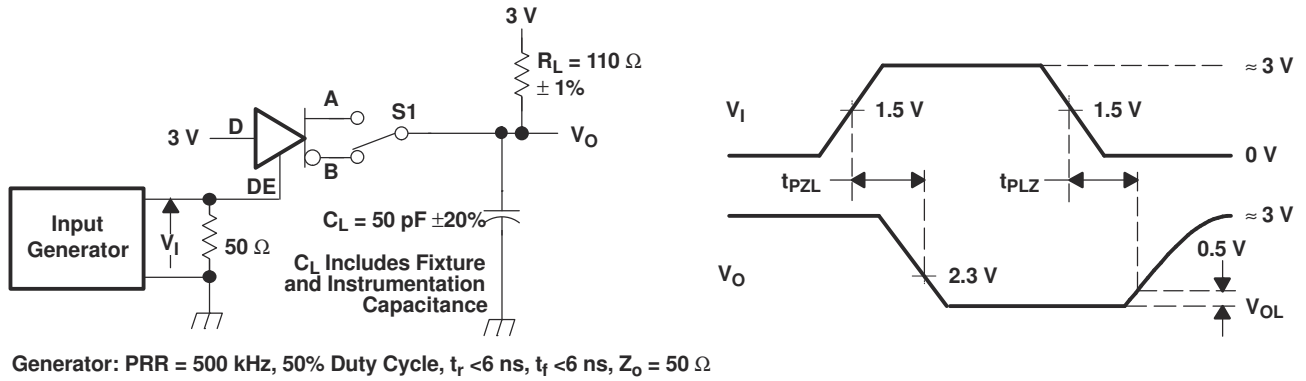 3 V
R_L = 110 Ω
± 1%
A
S1
3 V
D
V_O
B
DE
Input
Generator
V_I
50 Ω
C_L = 50 pF ±20%
C_L Includes Fixture
and Instrumentation
Capacitance
≈ 3 V
V_I
1.5 V
1.5 V
0 V
t_PZL
t_PLZ
≈ 3 V
0.5 V
V_O
2.3 V
V_OL
Generator: PRR = 500 kHz, 50% Duty Cycle, t_r <6 ns, t_f <6 ns, Z_o = 50 Ω